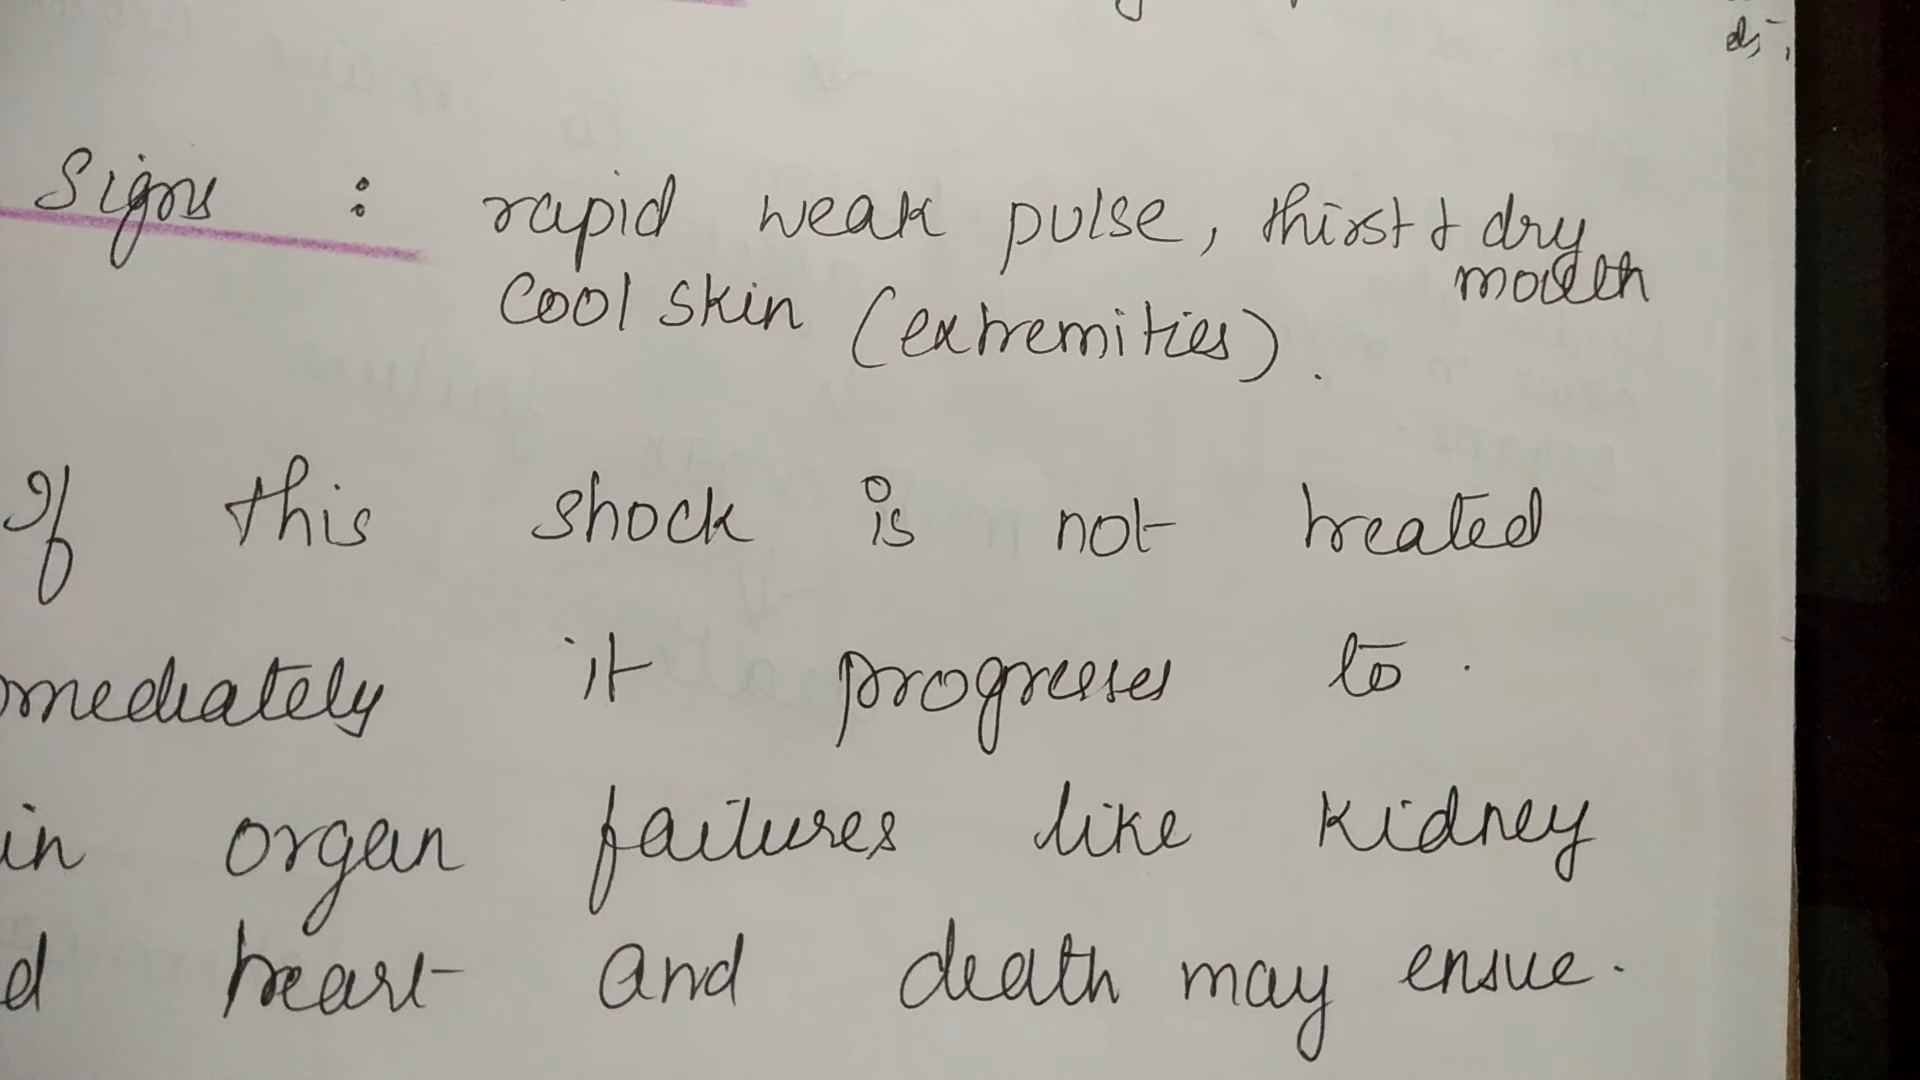 Signs : rapid weak pulse, thirst & dry
mouth
Cool skin (extremities).
If this shock is not treated
mmediately it progresses to
in organ failures like kidney
d heart and death may ensue.